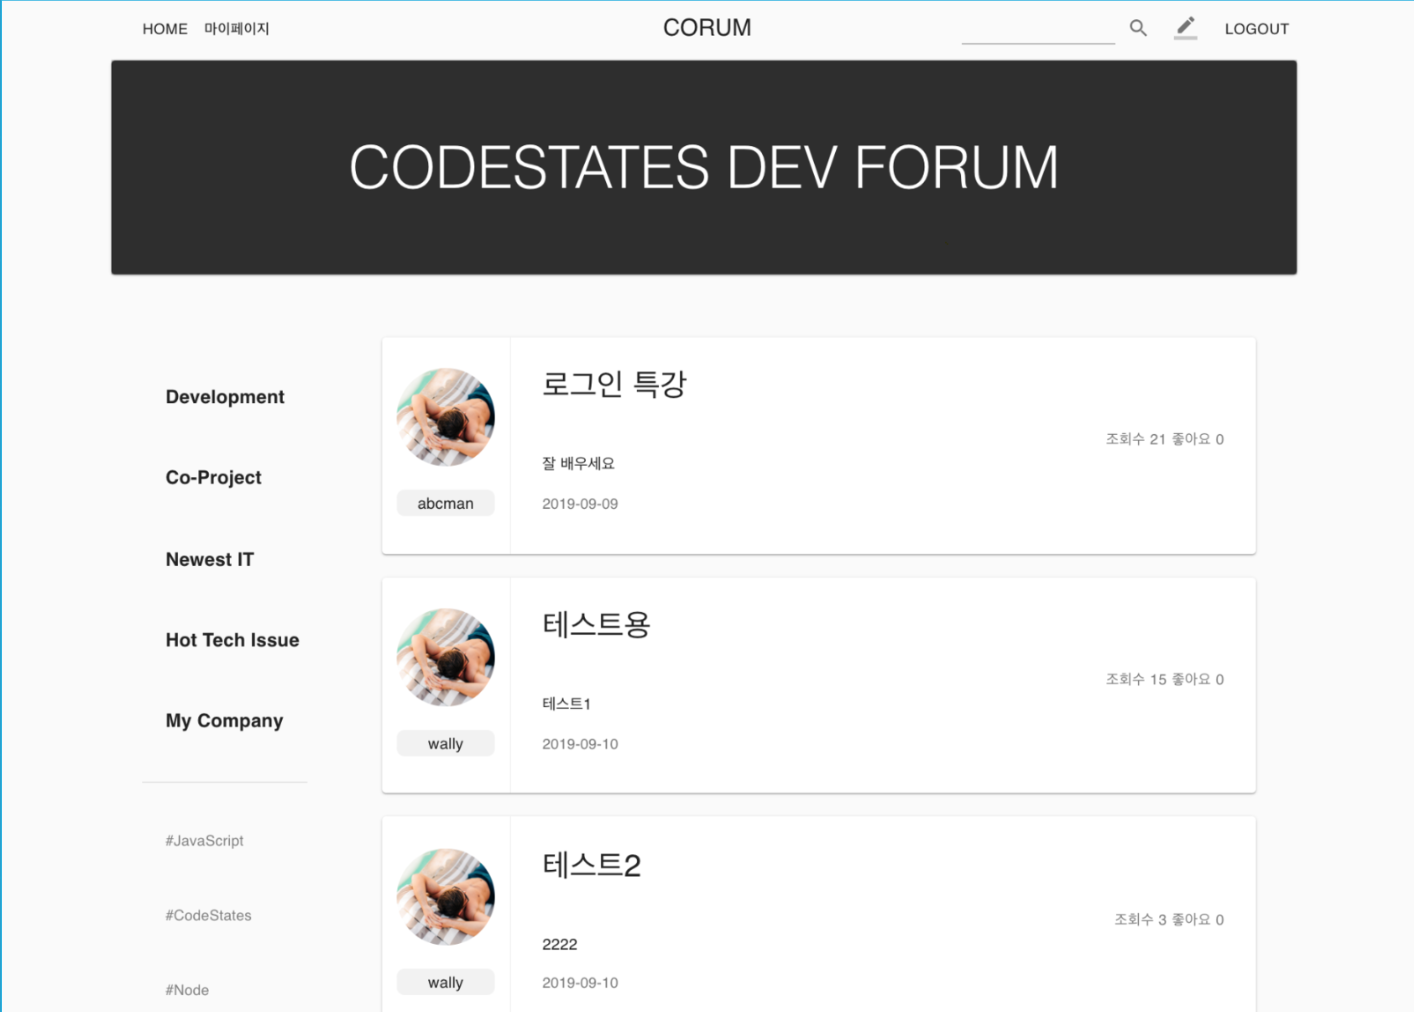 HOME 마이페이지 CORUM LOGOUT
CODESTATES DEV FORUM
Development
Co-Project
Newest IT
Hot Tech Issue
My Company
#JavaScript
#CodeStates
#Node
로그인 특강
조회수 21 좋아요 0
잘 배우세요
abcman
2019-09-09
테스트용
조회수 15 좋아요 0
테스트1
wally
2019-09-10
테스트2
조회수 3 좋아요 0
2222
wally
2019-09-10